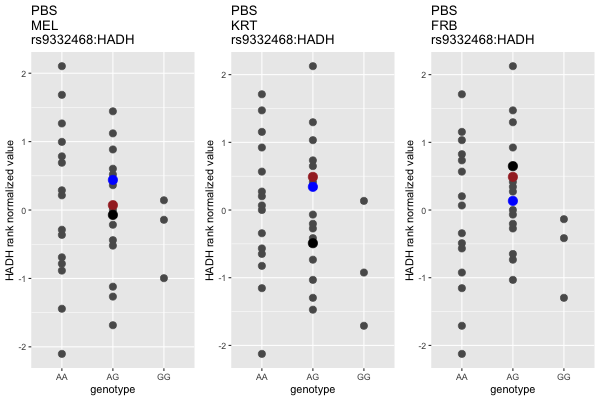 PBS
MEL
rs9332468:HADH
HADH rank normalized value
2
1
0
-1
-2
AA
AG
GG
genotype
PBS
KRT
rs9332468:HADH
HADH rank normalized value
2
1
0
-1
-2
AA
AG
GG
genotype
PBS
FRB
rs9332468:HADH
HADH rank normalized value
2
1
0
-1
-2
AA
AG
GG
genotype